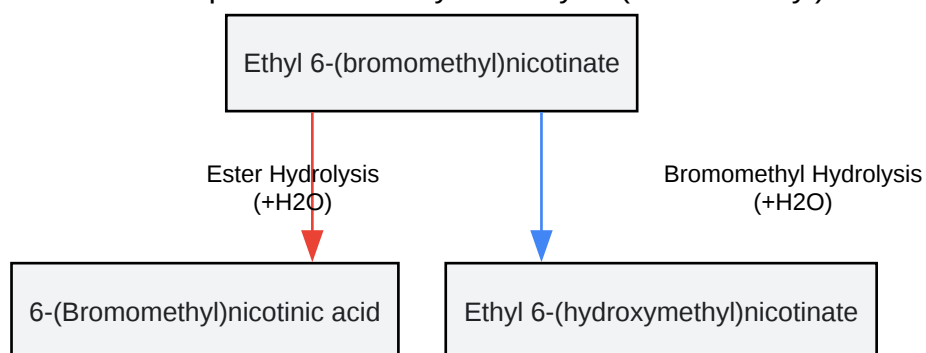 Ethyl 6-(bromomethyl)nicotinate
Ester Hydrolysis
(+H2O)
Bromomethyl Hydrolysis
(+H2O)
6-(Bromomethyl)nicotinic acid
Ethyl 6-(hydroxymethyl)nicotinate